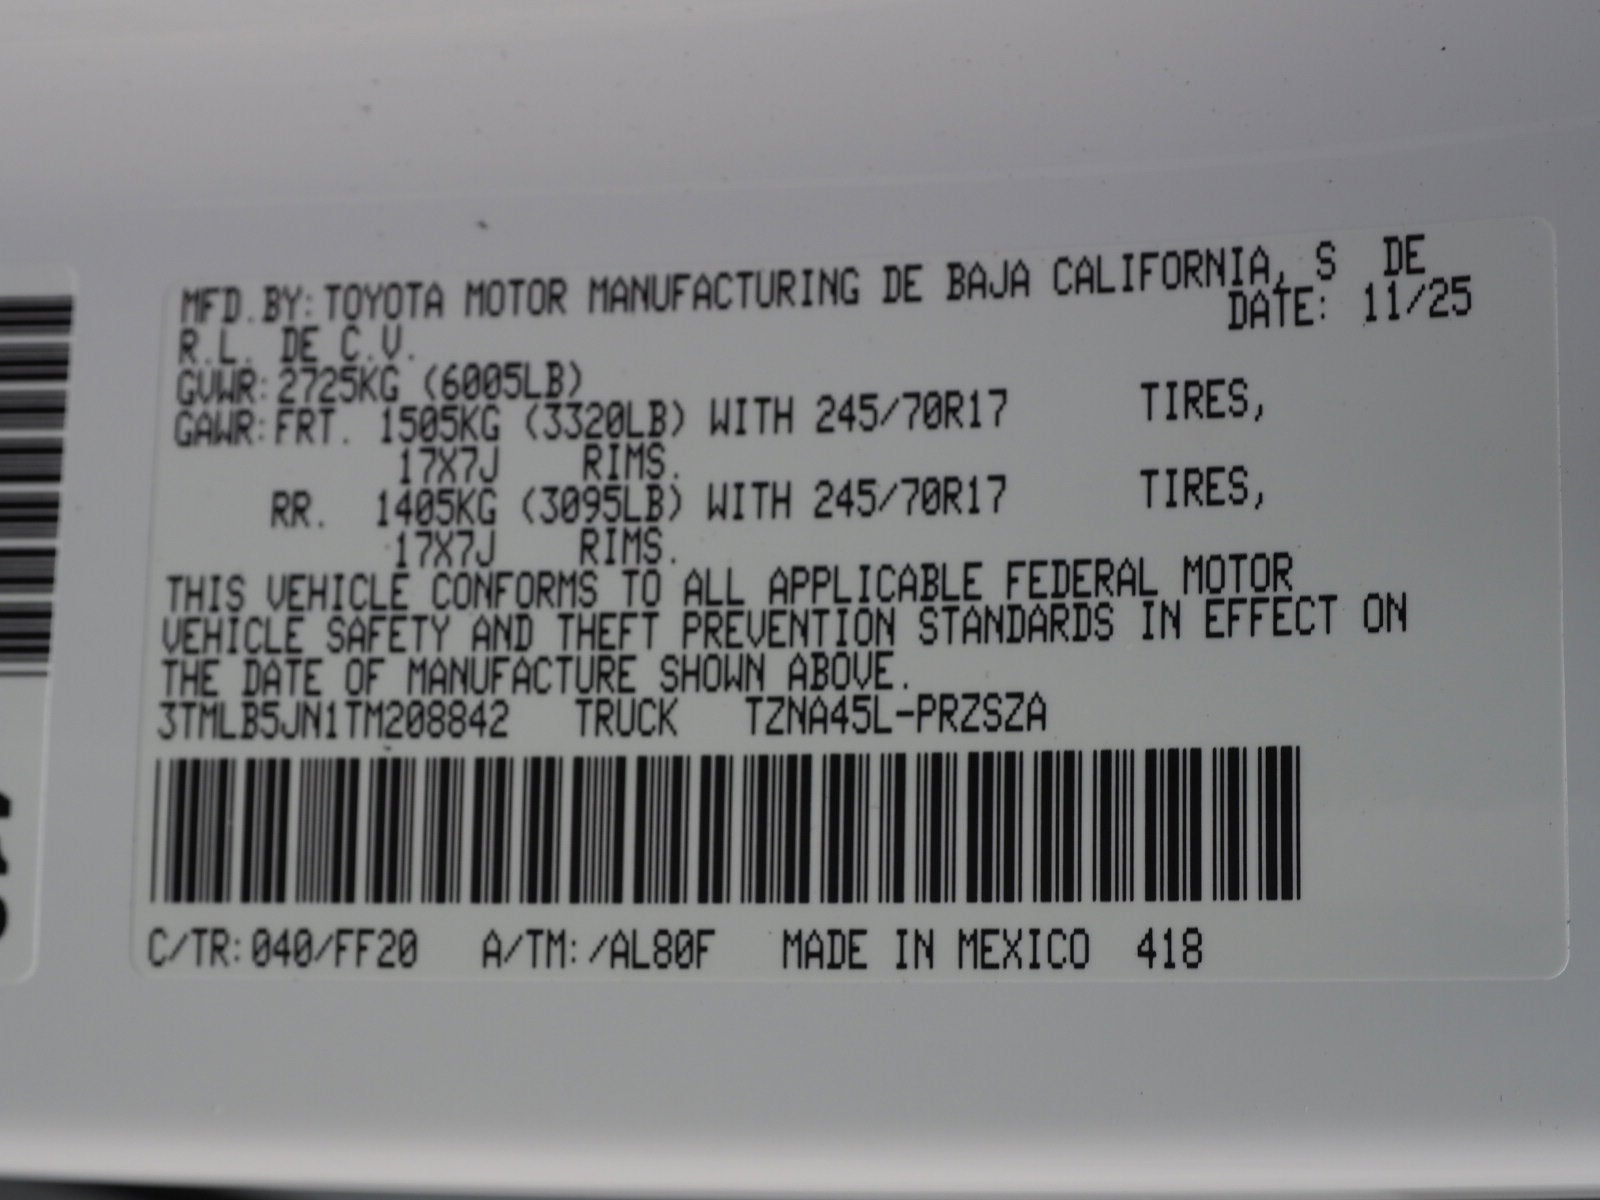 MFD.BY: TOYOTA MOTOR MANUFACTURING DE BAJA CALIFORNIA, S DE
R.L. DE C.V. DATE: 11/25
GVWR: 2725KG (6005LB)
GAWR: FRT. 1505KG (3320LB) WITH 245/70R17 TIRES,
17X7J RIMS.
RR. 1405KG (3095LB) WITH 245/70R17 TIRES,
17X7J RIMS.
THIS VEHICLE CONFORMS TO ALL APPLICABLE FEDERAL MOTOR
VEHICLE SAFETY AND THEFT PREVENTION STANDARDS IN EFFECT ON
THE DATE OF MANUFACTURE SHOWN ABOVE.
3TMLB5JN1TM208842 TRUCK TZNA45L-PRZSZA
C/TR: 040/FF20 A/TM: /AL80F MADE IN MEXICO 418